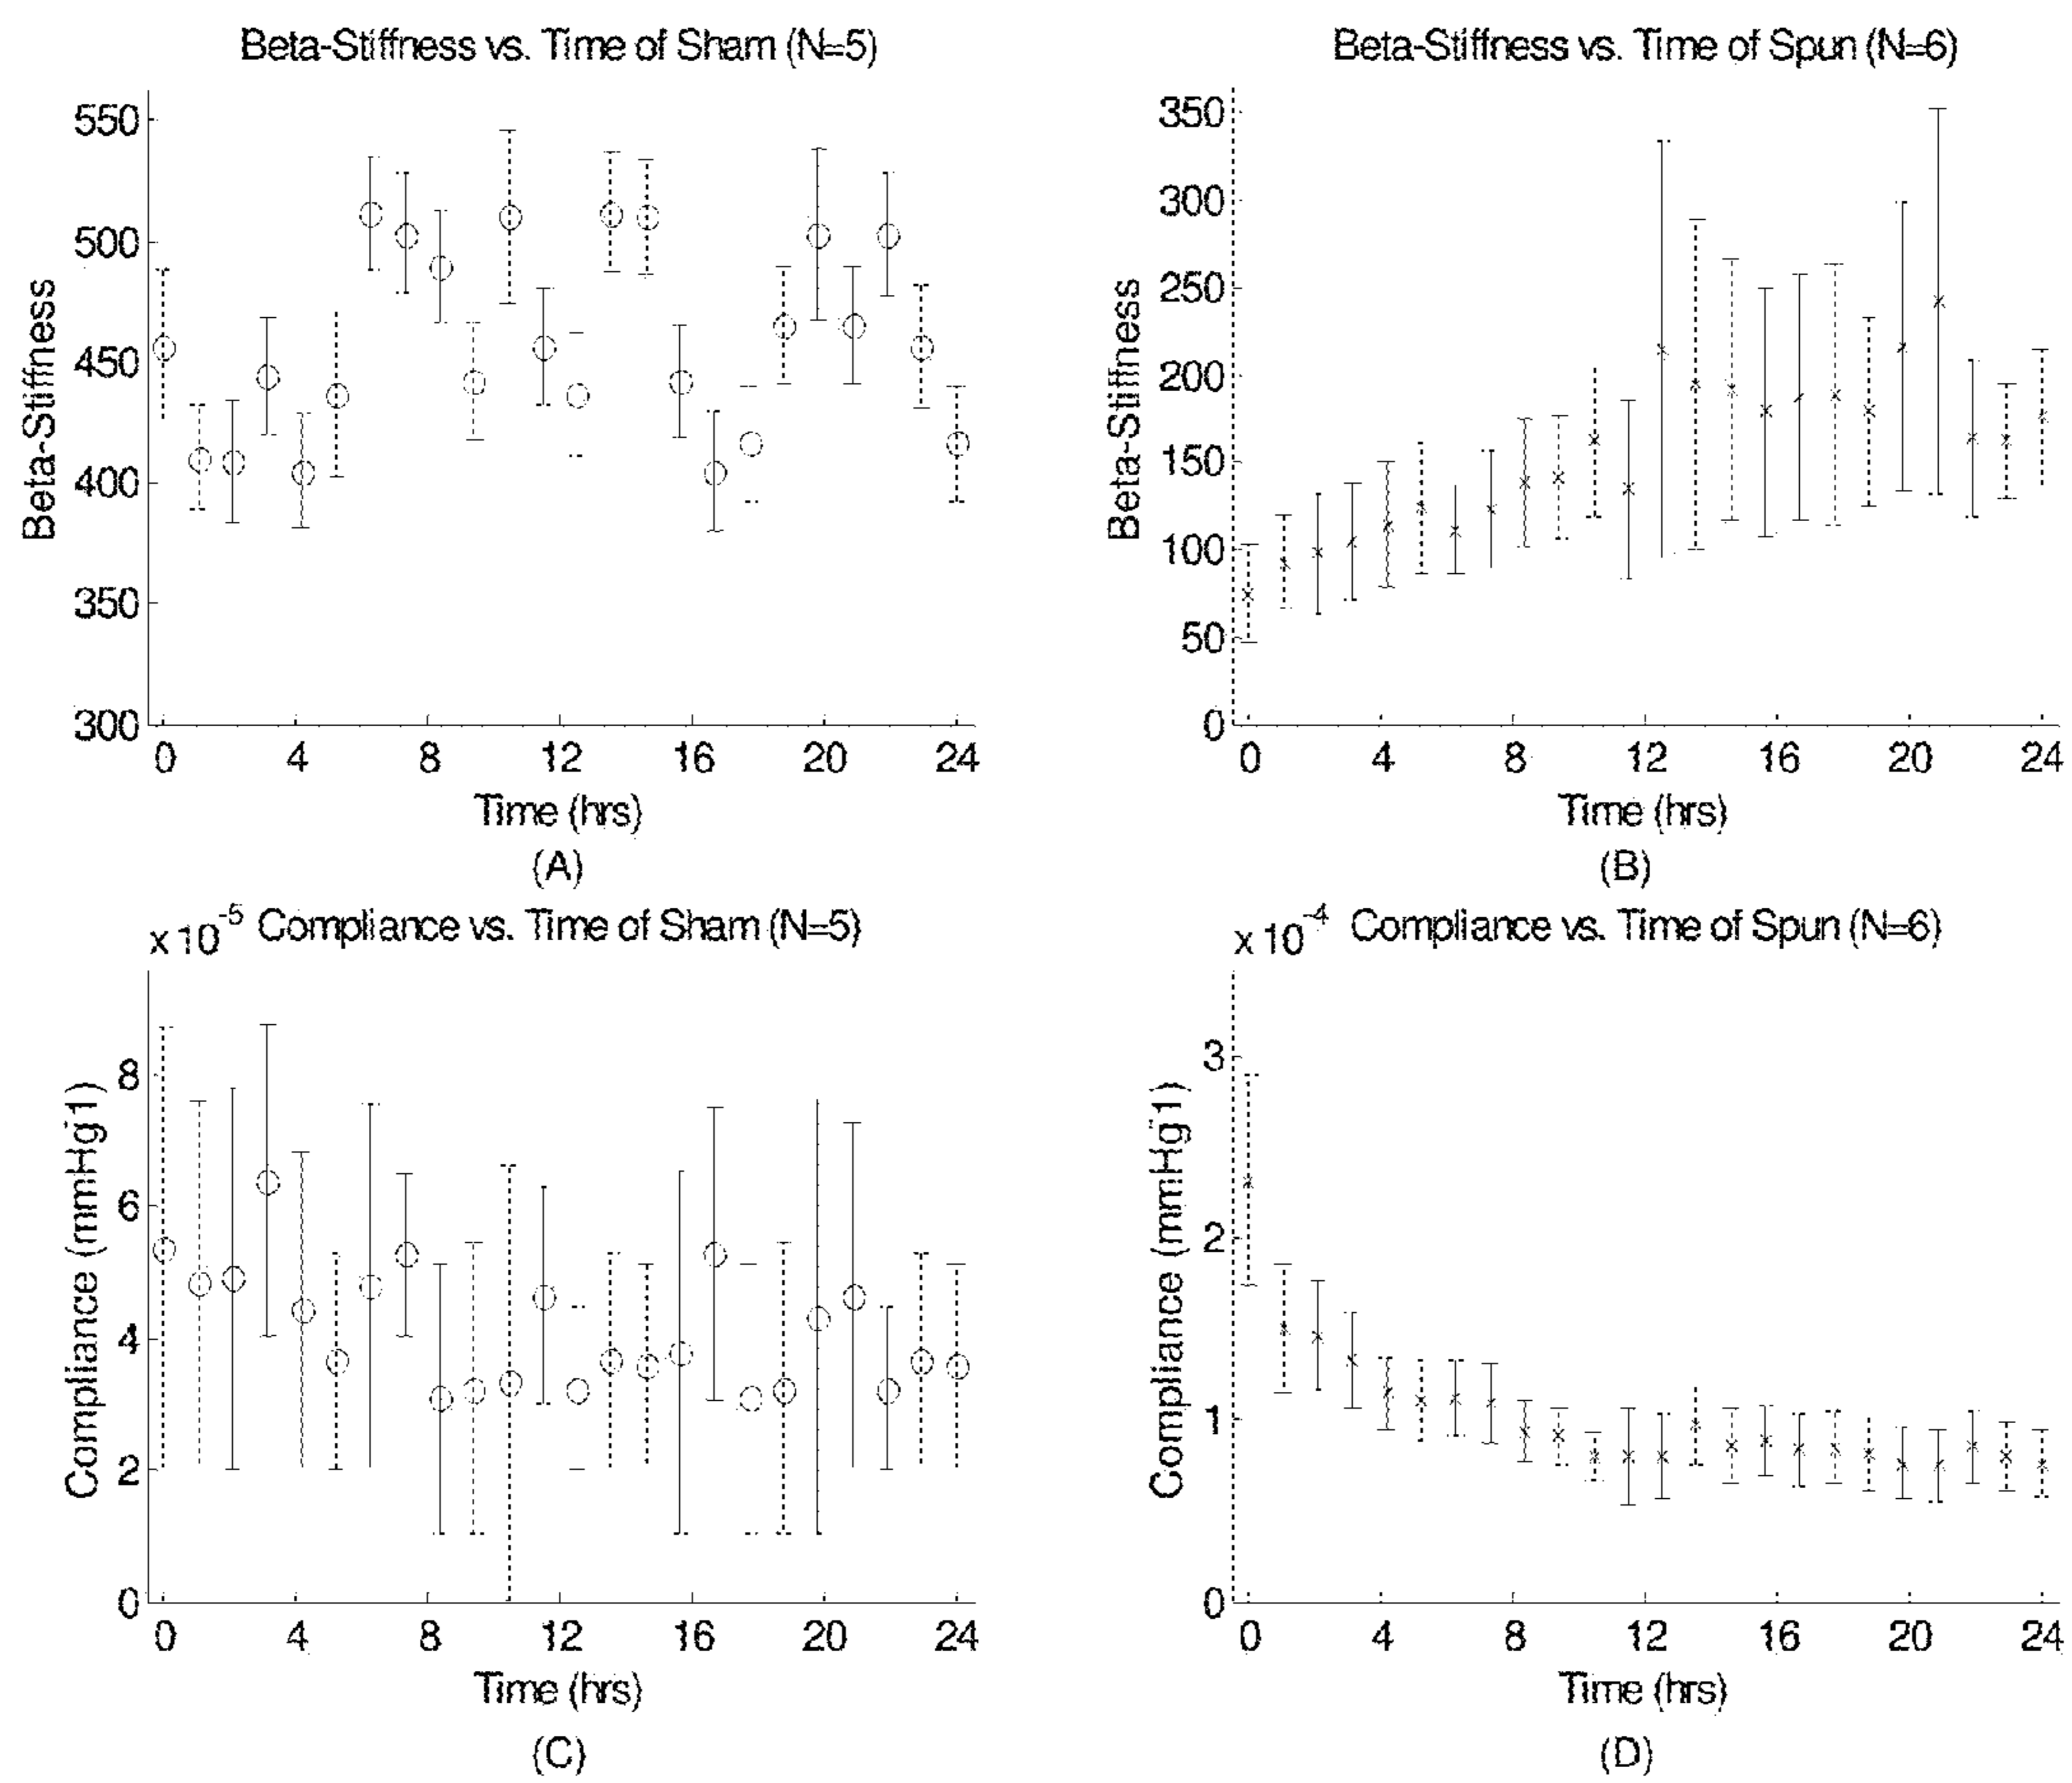 Beta-Stiffness vs. Time of Sham (N=5)
550
500
450
400
350
300
Beta-Stiffness
0 4 8 12 16 20 24
Time (hrs)
(A)
Beta-Stiffness vs. Time of Spun (N=6)
350
300
250
200
150
100
50
0
Beta-Stiffness
0 4 8 12 16 20 24
Time (hrs)
(B)
x 10⁻⁵ Compliance vs. Time of Sham (N=5)
8
6
4
2
0
Compliance (mmHg⁻1)
0 4 8 12 16 20 24
Time (hrs)
(C)
x 10⁻⁴ Compliance vs. Time of Spun (N=6)
3
2
1
0
Compliance (mmHg⁻1)
0 4 8 12 16 20 24
Time (hrs)
(D)